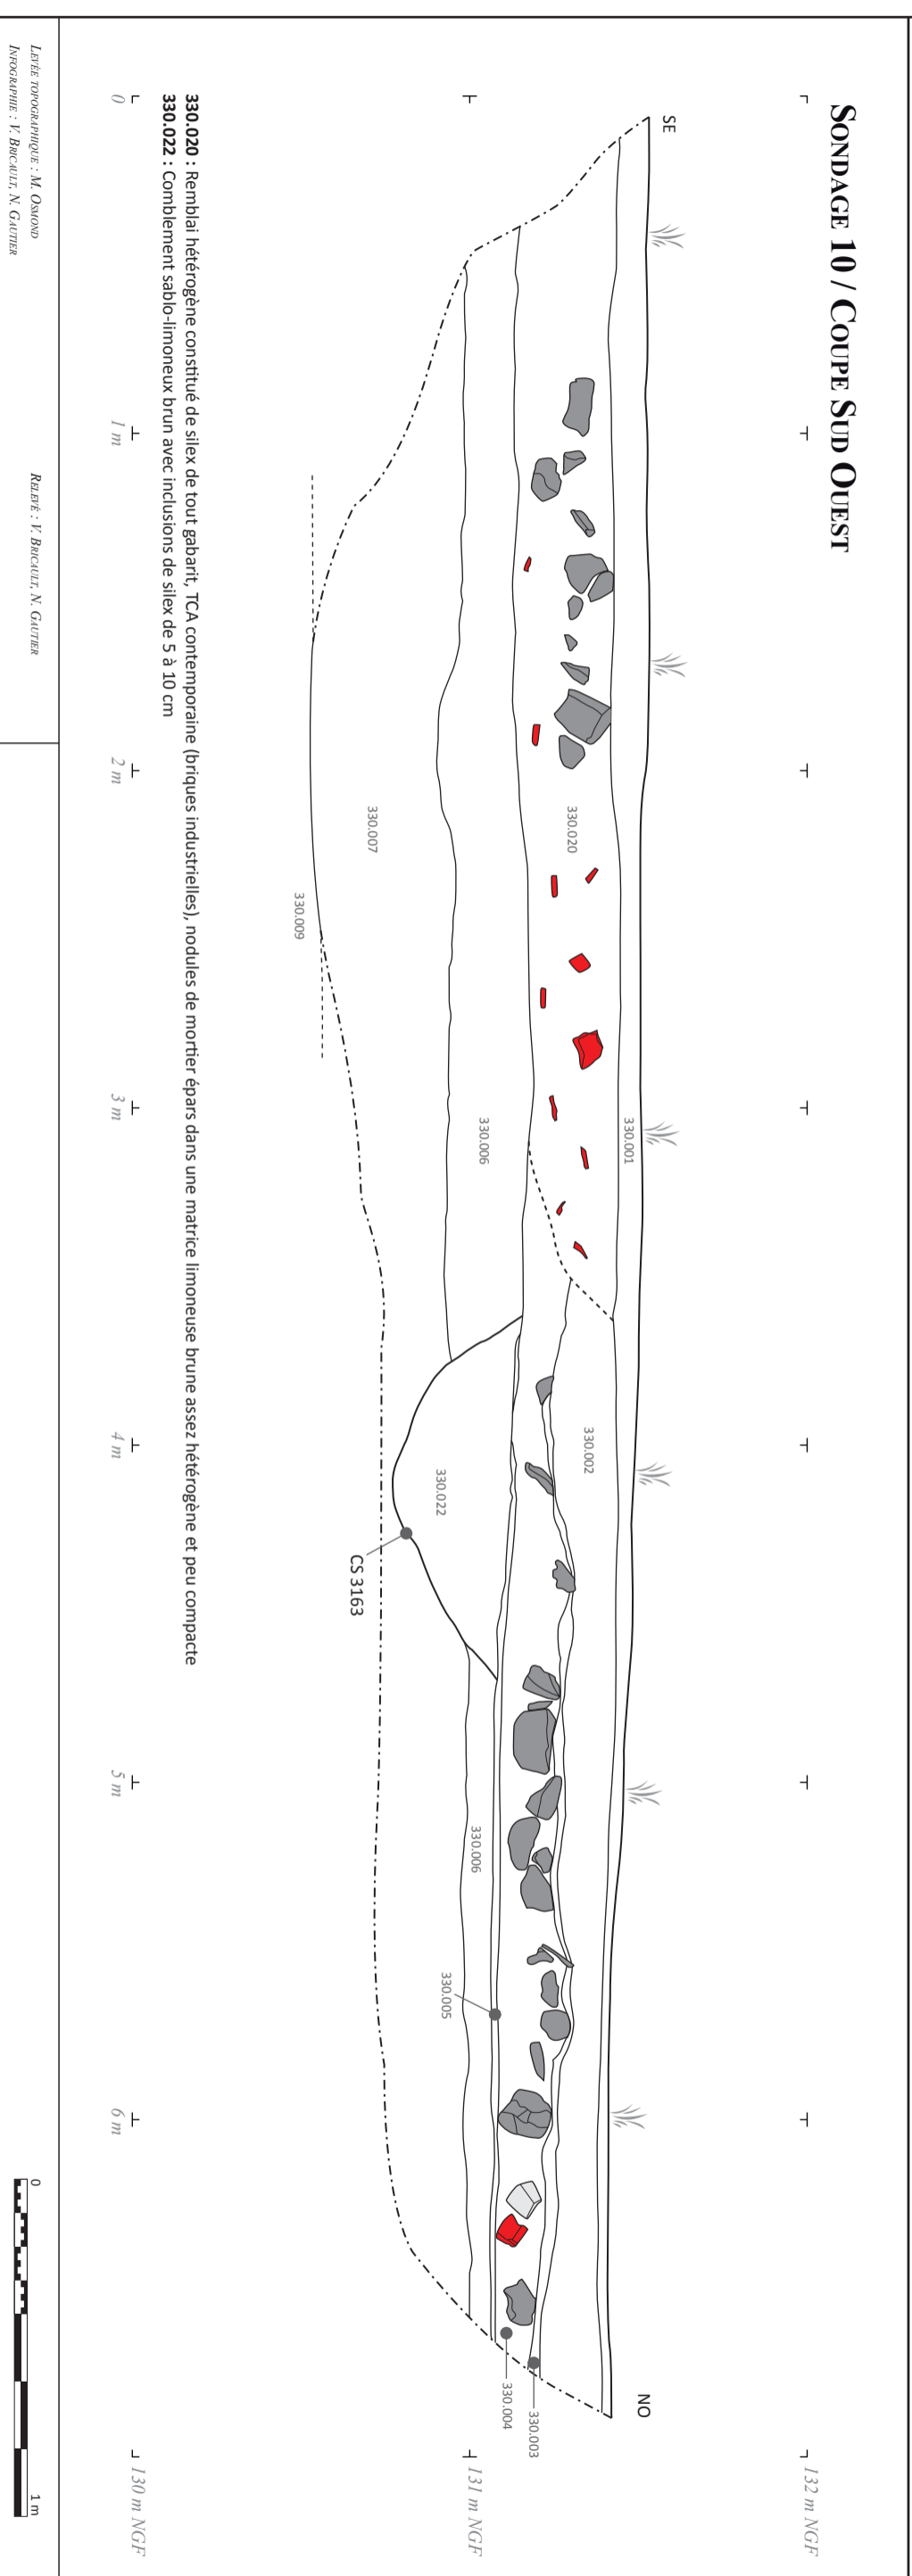 SONDAGE 10 / COUPE SUD OUEST
SE
NO
132 m NGF
131 m NGF
130 m NGF
330.001
330.020
330.002
330.003
330.004
330.006
330.006
330.005
330.022
330.007
CS 3163
330.009
330.020 : Remblai hétérogène constitué de silex de tout gabarit, TCA contemporaine (briques industrielles), nodules de mortier épars dans une matrice limoneuse brune assez hétérogène et peu compacte
330.022 : Comblement sablo-limoneux brun avec inclusions de silex de 5 à 10 cm
0
1 m
2 m
3 m
4 m
5 m
6 m
LEVÉE TOPOGRAPHIQUE : M. OSMOND
INFOGRAPHIE : V. BRICAULT, N. GAUTIER
RELEVÉ : V. BRICAULT, N. GAUTIER
0
1 m